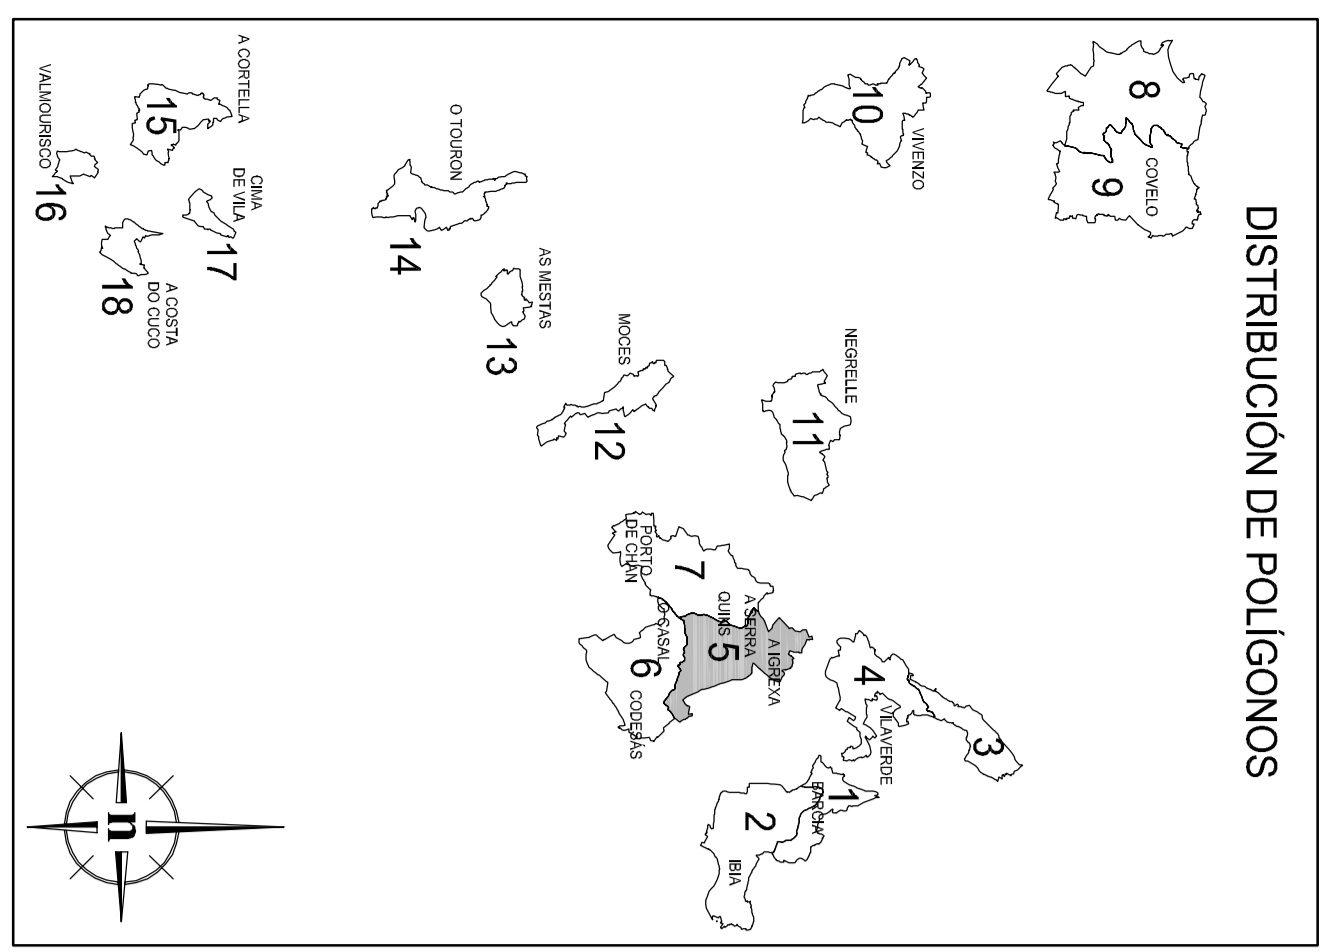 DISTRIBUCIÓN DE POLÍGONOS
8
COVELO
9
3
VIVENZO
10
4
VILAVERDE
NEGRELLE
11
1
BARCIA
2
IBIA
A IGREXA
A SERRA
QUINS
5
7
O CASAL
6
CODESÁS
PORTO
DE CHAN
MOCES
12
AS MESTAS
13
O TOURON
14
A CORTELLA
15
CIMA
DE VILA
17
A COSTA
DO CUCO
18
VALMOURISCO
16
n